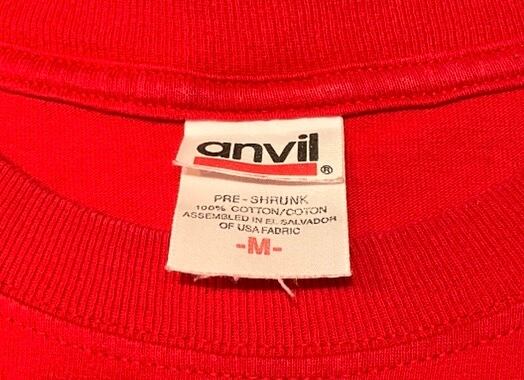 anvil®
PRE-SHRUNK
100% COTTON/COTON
ASSEMBLED IN EL SALVADOR
OF USA FABRIC
-M-